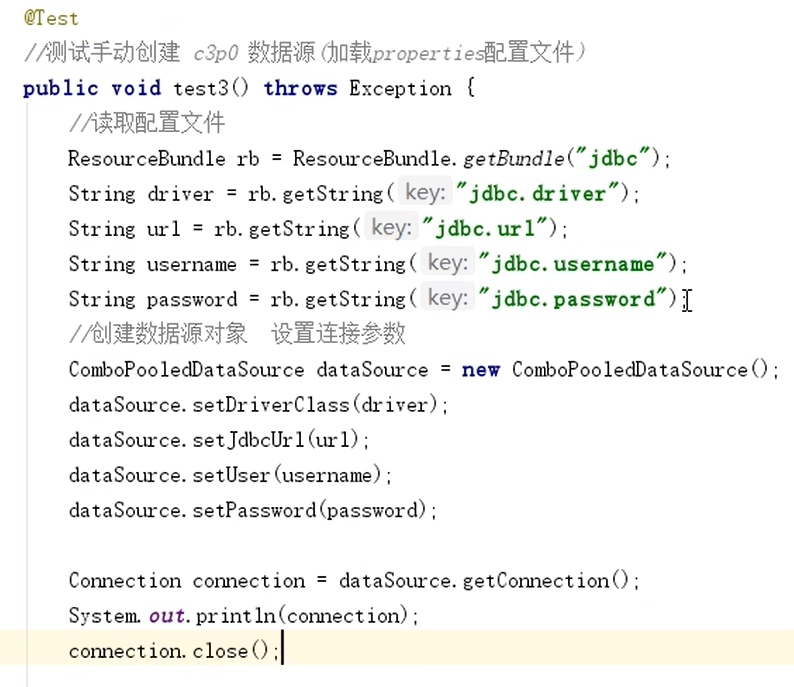 @Test
//测试手动创建 c3p0 数据源(加载properties配置文件)
public void test3() throws Exception {
//读取配置文件
ResourceBundle rb = ResourceBundle.getBundle("jdbc");
String driver = rb.getString( key: "jdbc.driver");
String url = rb.getString( key: "jdbc.url");
String username = rb.getString( key: "jdbc.username");
String password = rb.getString( key: "jdbc.password");
//创建数据源对象 设置连接参数
ComboPooledDataSource dataSource = new ComboPooledDataSource();
dataSource.setDriverClass(driver);
dataSource.setJdbcUrl(url);
dataSource.setUser(username);
dataSource.setPassword(password);
Connection connection = dataSource.getConnection();
System.out.println(connection);
connection.close();